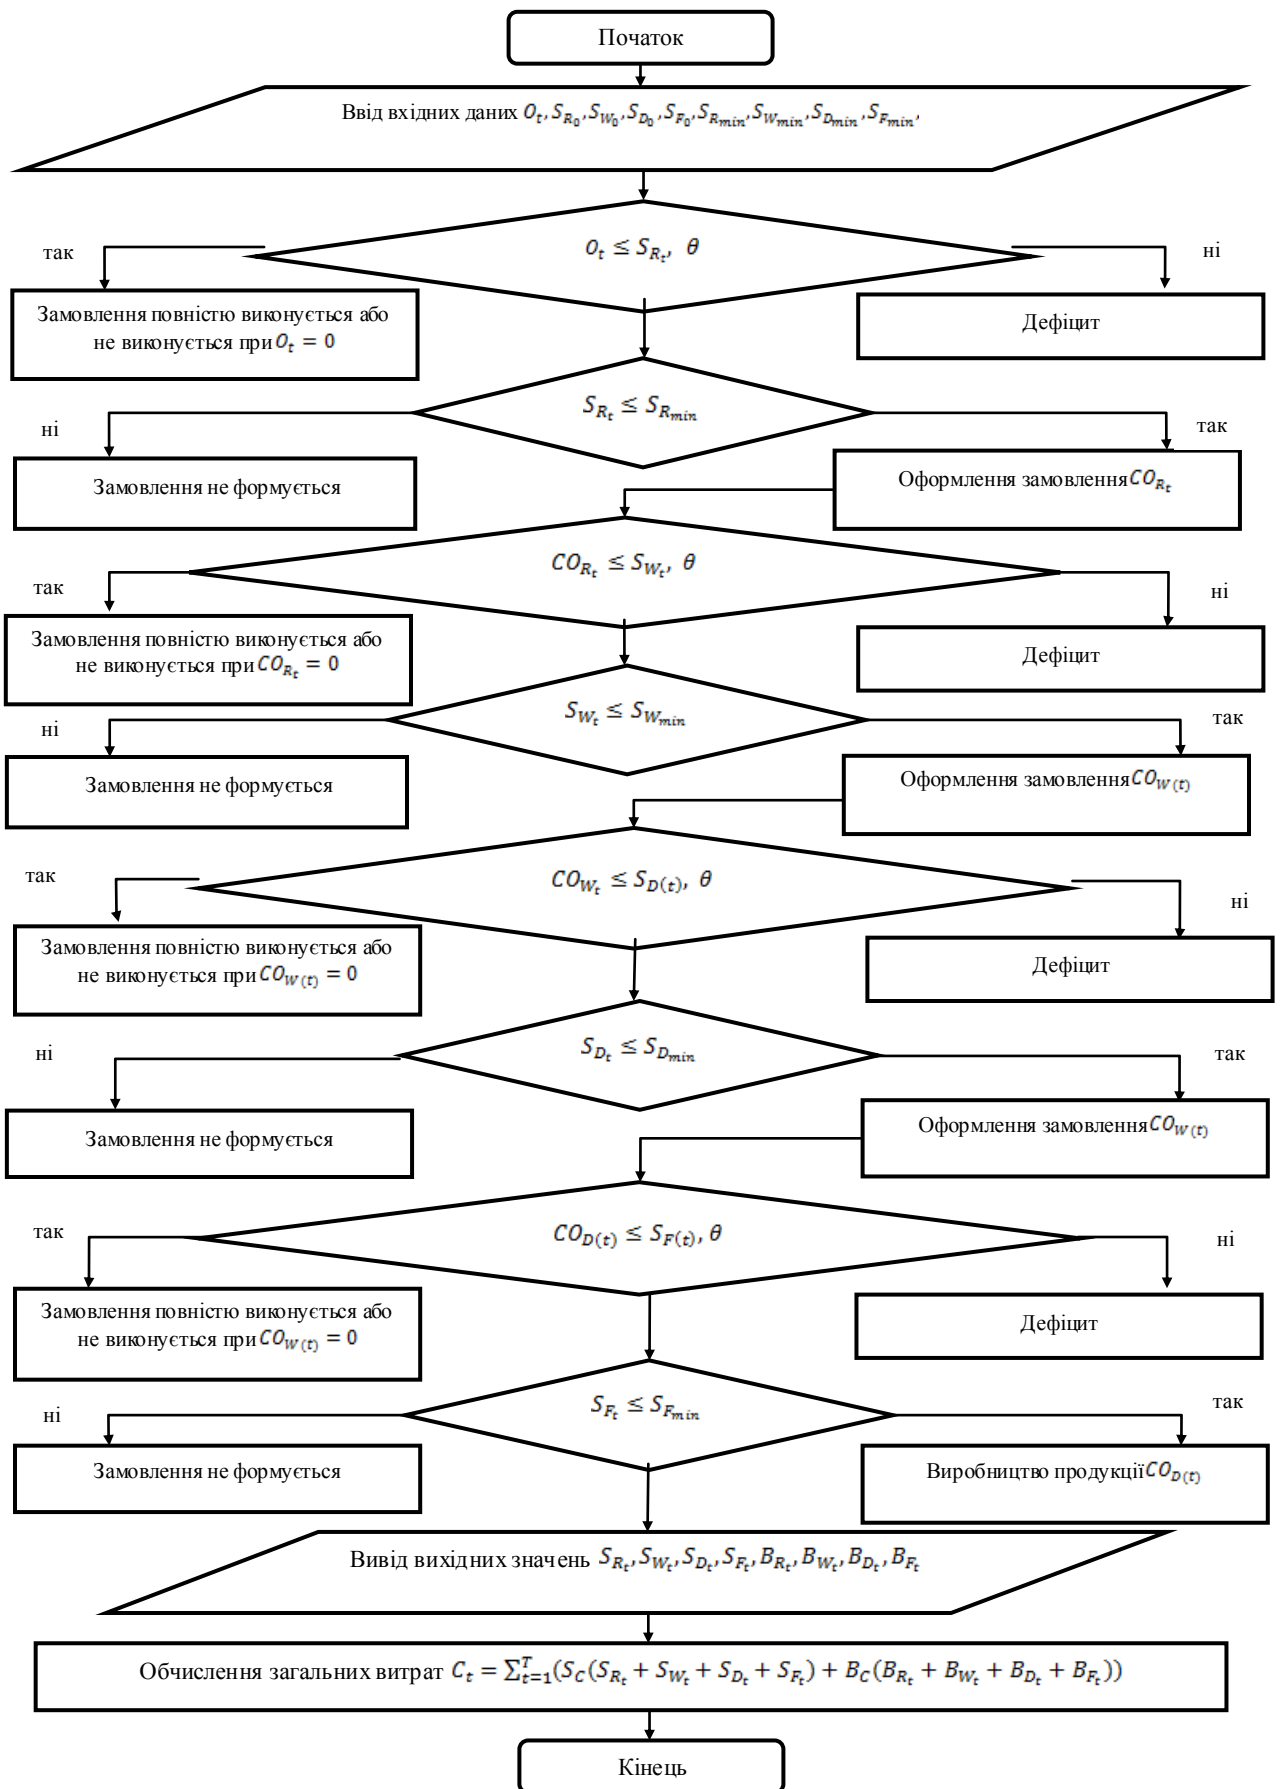 Початок
Ввід вхідних даних O_t, S_{R_0}, S_{W_0}, S_{D_0}, S_{F_0}, S_{R_{min}}, S_{W_{min}}, S_{D_{min}}, S_{F_{min}},
O_t ≤ S_{R_t}, θ
так
ні
Замовлення повністю виконується або
не виконується при O_t = 0
Дефіцит
S_{R_t} ≤ S_{R_{min}}
ні
так
Замовлення не формується
Оформлення замовлення CO_{R_t}
CO_{R_t} ≤ S_{W_t}, θ
так
ні
Замовлення повністю виконується або
не виконується при CO_{R_t} = 0
Дефіцит
S_{W_t} ≤ S_{W_{min}}
ні
так
Замовлення не формується
Оформлення замовлення CO_{W(t)}
CO_{W_t} ≤ S_{D(t)}, θ
так
ні
Замовлення повністю виконується або
не виконується при CO_{W(t)} = 0
Дефіцит
S_{D_t} ≤ S_{D_{min}}
ні
так
Замовлення не формується
Оформлення замовлення CO_{W(t)}
CO_{D(t)} ≤ S_{F(t)}, θ
так
ні
Замовлення повністю виконується або
не виконується при CO_{W(t)} = 0
Дефіцит
S_{F_t} ≤ S_{F_{min}}
ні
так
Замовлення не формується
Виробництво продукції CO_{D(t)}
Вивід вихідних значень S_{R_t}, S_{W_t}, S_{D_t}, S_{F_t}, B_{R_t}, B_{W_t}, B_{D_t}, B_{F_t}
Обчислення загальних витрат C_t = ∑_{t=1}^{T}(S_C(S_{R_t} + S_{W_t} + S_{D_t} + S_{F_t}) + B_C(B_{R_t} + B_{W_t} + B_{D_t} + B_{F_t}))
Кінець